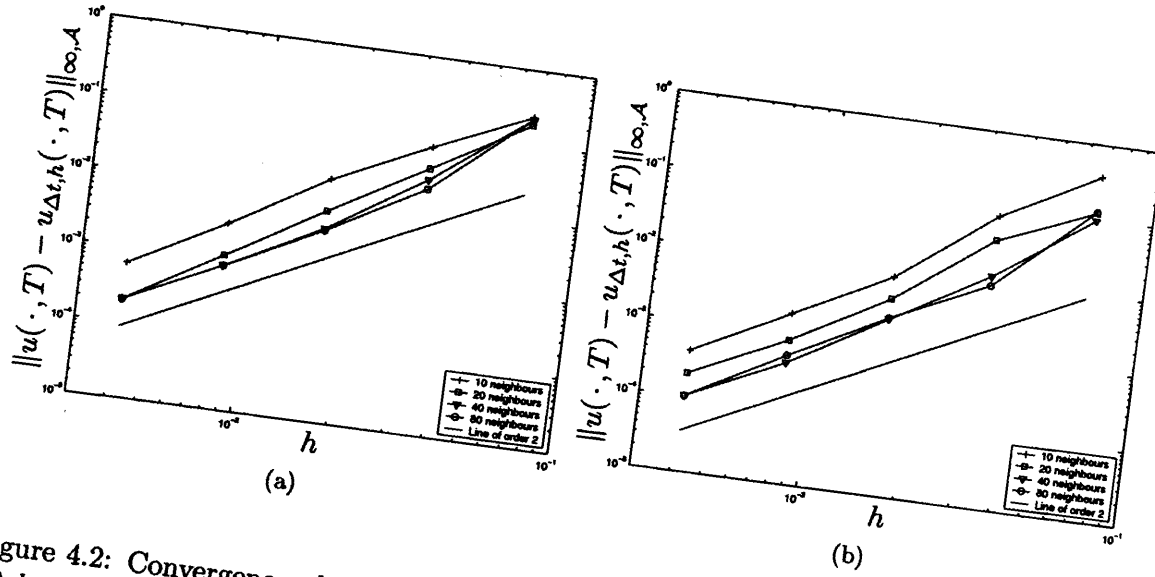 10⁰
10⁻¹
10⁻²
10⁻³
10⁻⁴
10⁻⁵
‖u(·,T) − u_{Δt,h}(·,T)‖_{∞,𝒜}
10⁻²
10⁻¹
h
10 neighbours
20 neighbours
40 neighbours
80 neighbours
Line of order 2
(a)
10⁰
10⁻¹
10⁻²
10⁻³
10⁻⁴
10⁻⁵
‖u(·,T) − u_{Δt,h}(·,T)‖_{∞,𝒜}
10⁻²
10⁻¹
h
10 neighbours
20 neighbours
40 neighbours
80 neighbours
Line of order 2
(b)
gure 4.2: